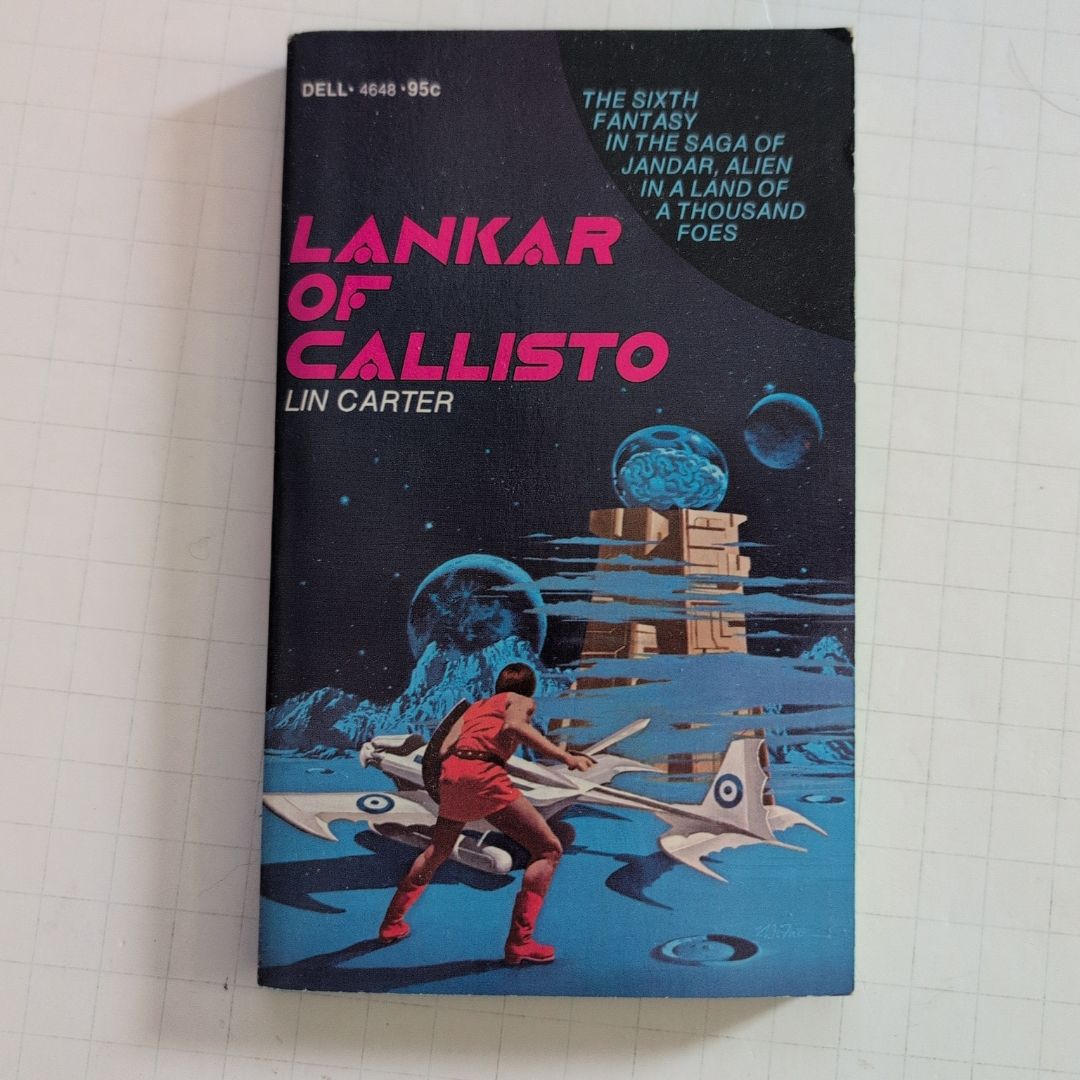 DELL • 4648 • 95c
THE SIXTH
FANTASY
IN THE SAGA OF
JANDAR, ALIEN
IN A LAND OF
A THOUSAND
FOES
LANKAR
OF
CALLISTO
LIN CARTER